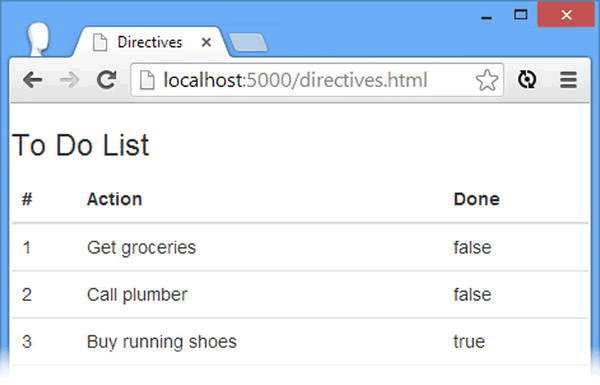 Directives
localhost:5000/directives.html
To Do List
# Action Done
1 Get groceries false
2 Call plumber false
3 Buy running shoes true